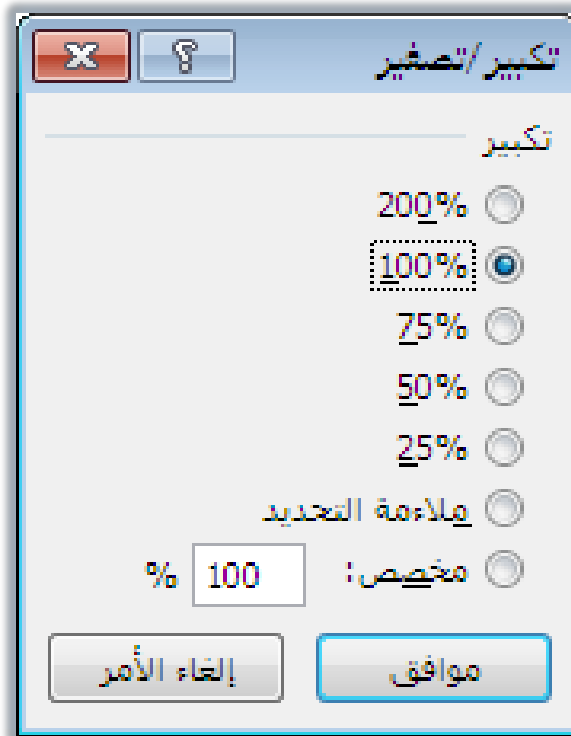 تكبير/تصغير
تكبير
200%
100%
75%
50%
25%
ملاءمة التحديد
مخصص: 100 %
موافق إلغاء الأمر